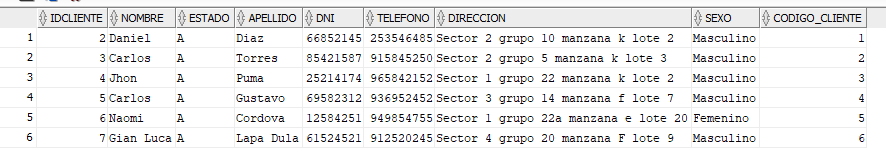 IDCLIENTE NOMBRE ESTADO APELLIDO DNI TELEFONO DIRECCION SEXO CODIGO_CLIENTE
1 2 Daniel A Diaz 66852145 253546485 Sector 2 grupo 10 manzana k lote 2 Masculino 1
2 3 Carlos A Torres 85421587 915845250 Sector 2 grupo 5 manzana k lote 3 Masculino 2
3 4 Jhon A Puma 25214174 965842152 Sector 1 grupo 22 manzana k lote 2 Masculino 3
4 5 Carlos A Gustavo 69582312 936952452 Sector 3 grupo 14 manzana f lote 7 Masculino 4
5 6 Naomi A Cordova 12584251 949854755 Sector 1 grupo 22a manzana e lote 20 Femenino 5
6 7 Gian Luca A Lapa Dula 61524521 912520245 Sector 4 grupo 20 manzana F lote 9 Masculino 6